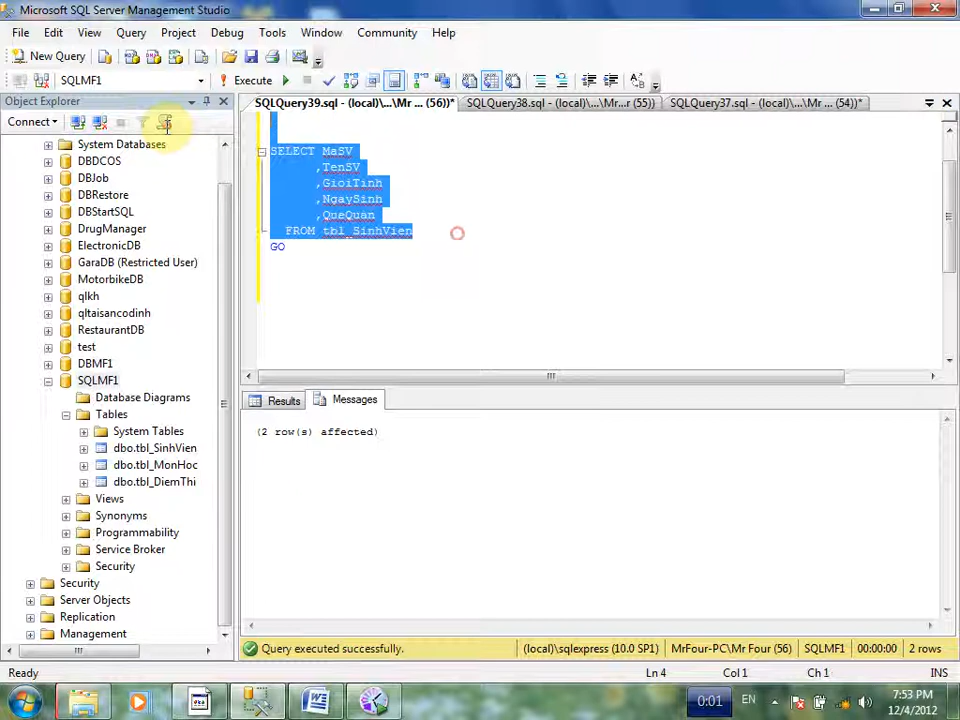 Microsoft SQL Server Management Studio
File Edit View Query Project Debug Tools Window Community Help
New Query
SQLMF1 Execute
Object Explorer
SQLQuery39.sql - (local)\...\Mr ... (56))* SQLQuery38.sql - (local)\...\Mr...r (55)) SQLQuery37.sql - (local)\...\Mr ... (54))*
Connect
System Databases
DBDCOS
DBJob
DBRestore
DBStartSQL
DrugManager
ElectronicDB
GaraDB (Restricted User)
MotorbikeDB
qlkh
qltaisancodinh
RestaurantDB
test
DBMF1
SQLMF1
Database Diagrams
Tables
System Tables
dbo.tbl_SinhVien
dbo.tbl_MonHoc
dbo.tbl_DiemThi
Views
Synonyms
Programmability
Service Broker
Security
Security
Server Objects
Replication
Management
SELECT MaSV
,TenSV
,GioiTinh
,NgaySinh
,QueQuan
FROM tbl_SinhVien
GO
Results Messages
(2 row(s) affected)
Query executed successfully. (local)\sqlexpress (10.0 SP1) MrFour-PC\Mr Four (56) SQLMF1 00:00:00 2 rows
Ready Ln 4 Col 1 Ch 1 INS
0:01 EN 7:53 PM
12/4/2012